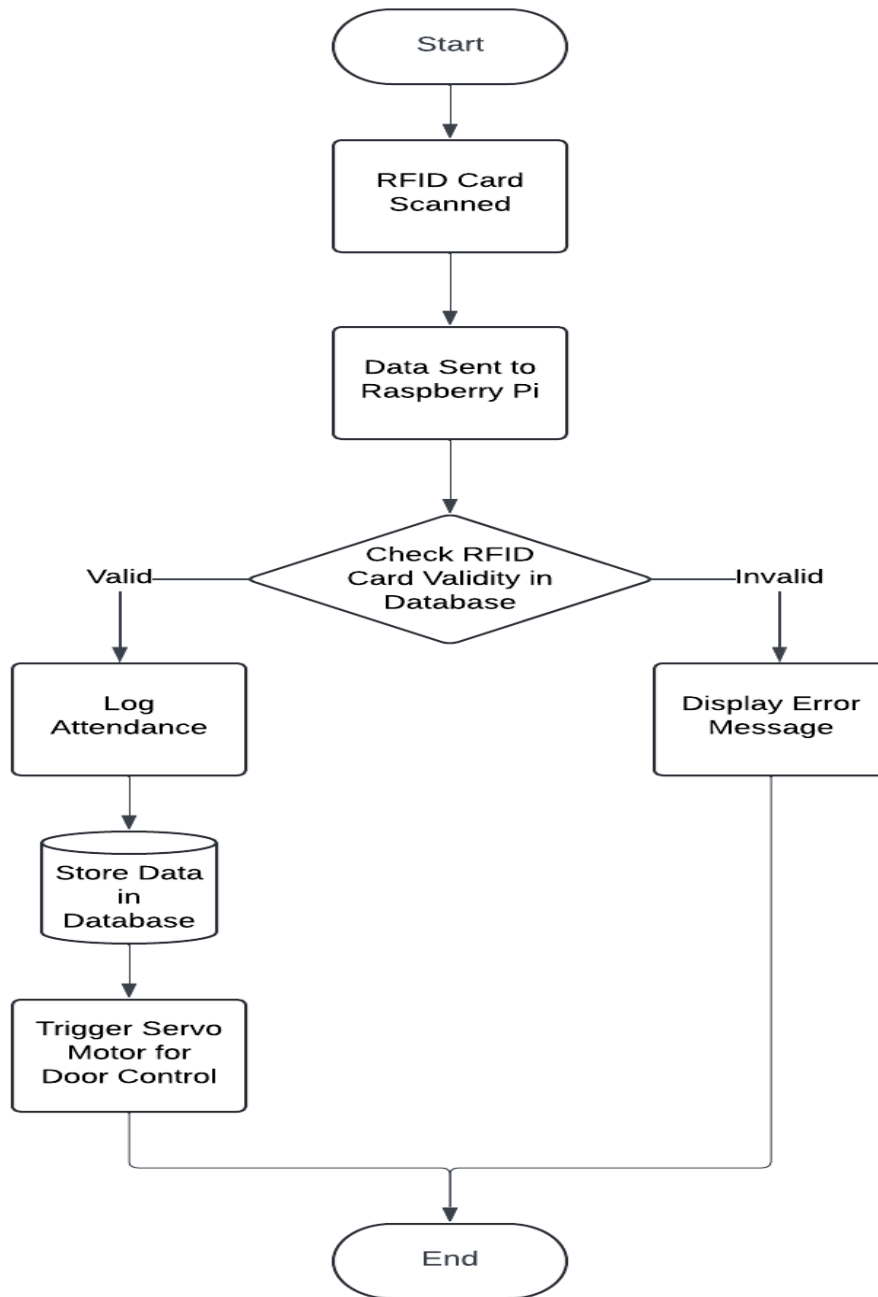 Start
RFID Card
Scanned
Data Sent to
Raspberry Pi
Check RFID
Card Validity in
Database
Valid
Invalid
Log
Attendance
Display Error
Message
Store Data
in
Database
Trigger Servo
Motor for
Door Control
End